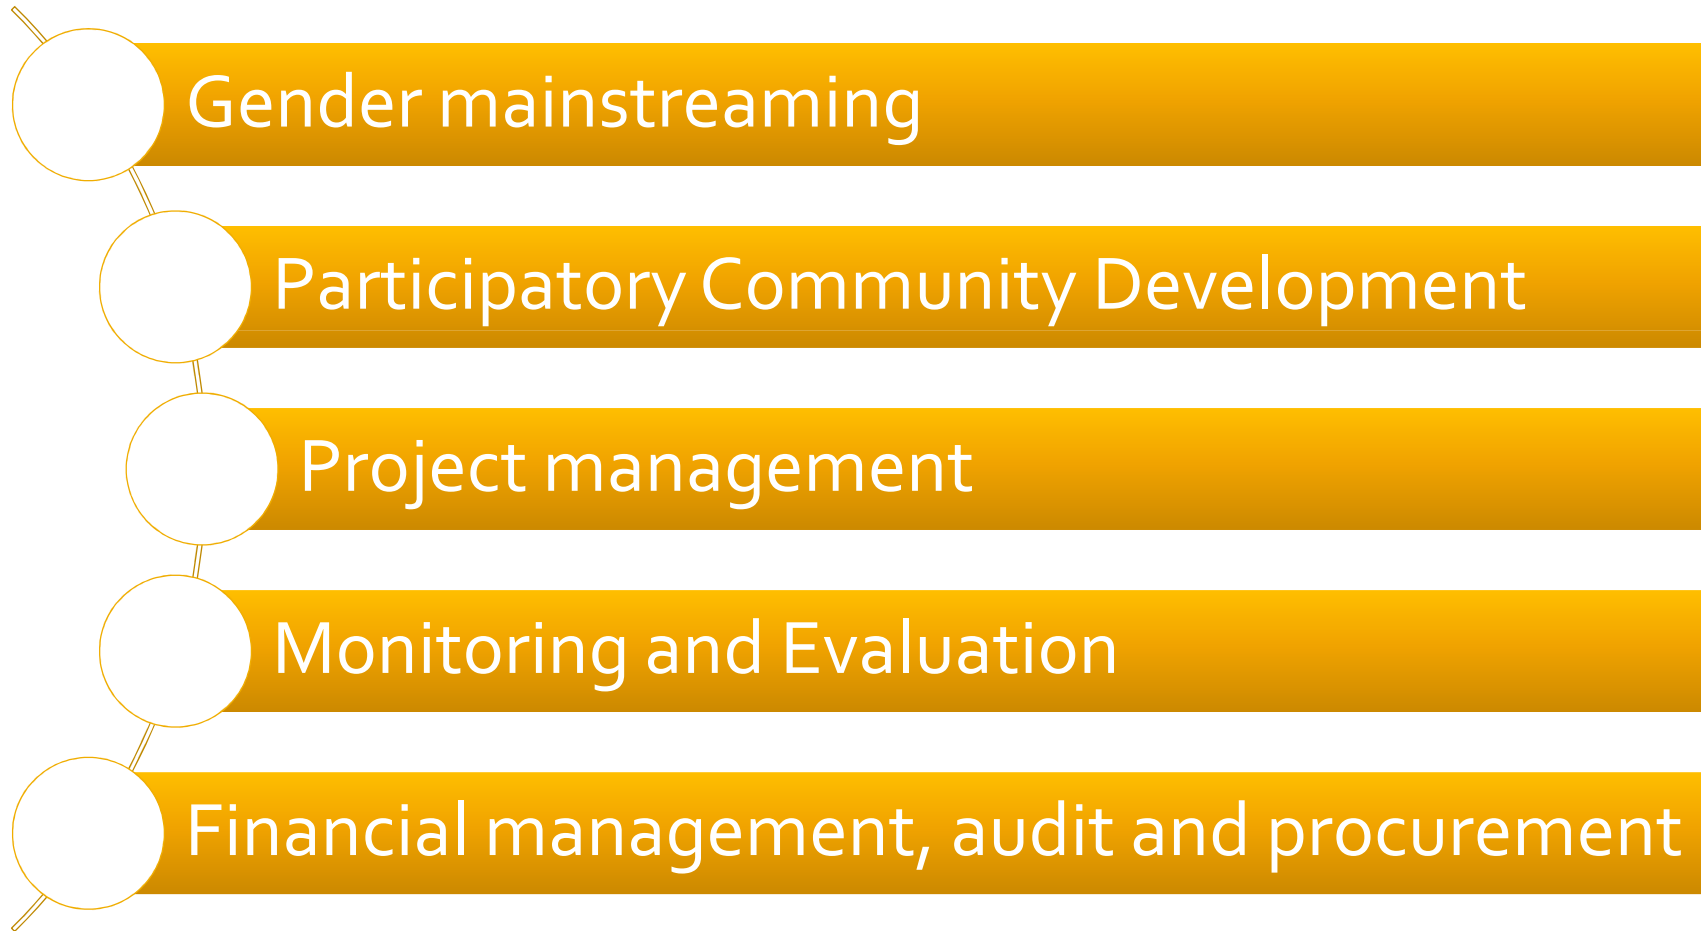 Gender mainstreaming
Participatory Community Development
Project management
Monitoring and Evaluation
Financial management, audit and procurement